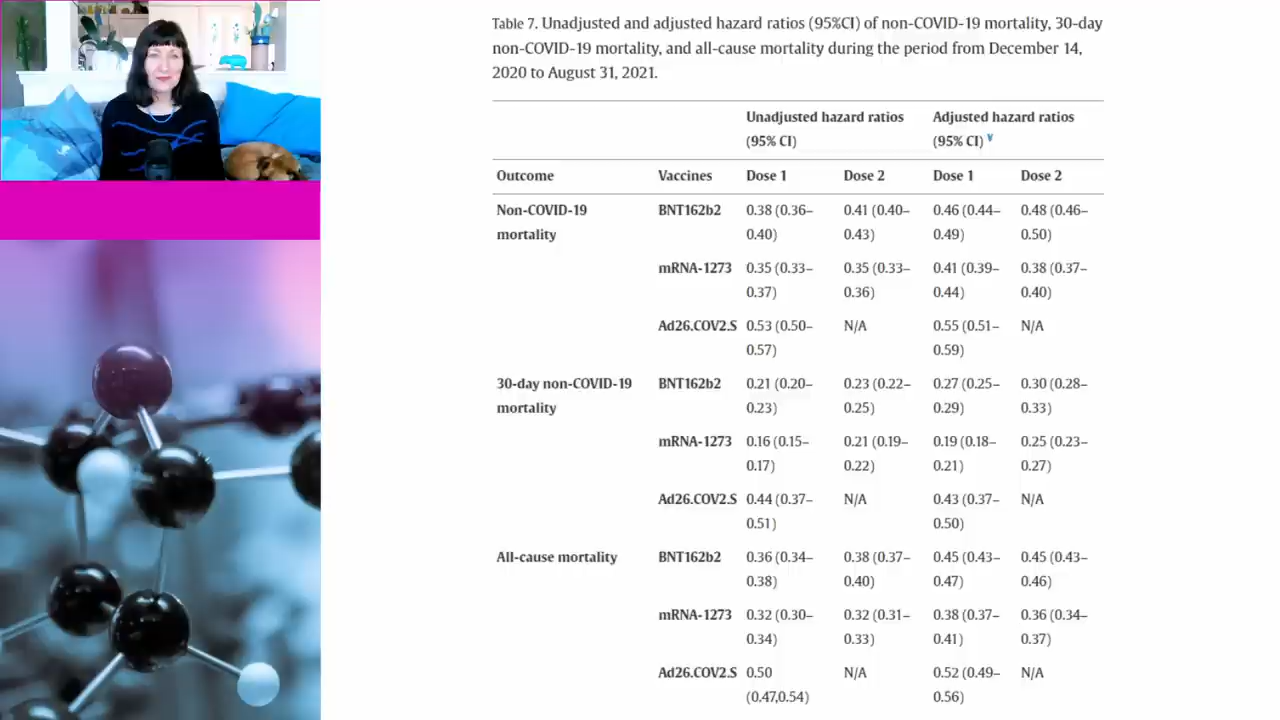 Table 7. Unadjusted and adjusted hazard ratios (95%CI) of non-COVID-19 mortality, 30-day
non-COVID-19 mortality, and all-cause mortality during the period from December 14,
2020 to August 31, 2021.
Unadjusted hazard ratios Adjusted hazard ratios
(95% CI) (95% CI) ¥
Outcome Vaccines Dose 1 Dose 2 Dose 1 Dose 2
Non-COVID-19 BNT162b2 0.38 (0.36– 0.41 (0.40– 0.46 (0.44– 0.48 (0.46–
mortality 0.40) 0.43) 0.49) 0.50)
mRNA-1273 0.35 (0.33– 0.35 (0.33– 0.41 (0.39– 0.38 (0.37–
0.37) 0.36) 0.44) 0.40)
Ad26.COV2.S 0.53 (0.50– N/A 0.55 (0.51– N/A
0.57) 0.59)
30-day non-COVID-19 BNT162b2 0.21 (0.20– 0.23 (0.22– 0.27 (0.25– 0.30 (0.28–
mortality 0.23) 0.25) 0.29) 0.33)
mRNA-1273 0.16 (0.15– 0.21 (0.19– 0.19 (0.18– 0.25 (0.23–
0.17) 0.22) 0.21) 0.27)
Ad26.COV2.S 0.44 (0.37– N/A 0.43 (0.37– N/A
0.51) 0.50)
All-cause mortality BNT162b2 0.36 (0.34– 0.38 (0.37– 0.45 (0.43– 0.45 (0.43–
0.38) 0.40) 0.47) 0.46)
mRNA-1273 0.32 (0.30– 0.32 (0.31– 0.38 (0.37– 0.36 (0.34–
0.34) 0.33) 0.41) 0.37)
Ad26.COV2.S 0.50 N/A 0.52 (0.49– N/A
(0.47,0.54) 0.56)